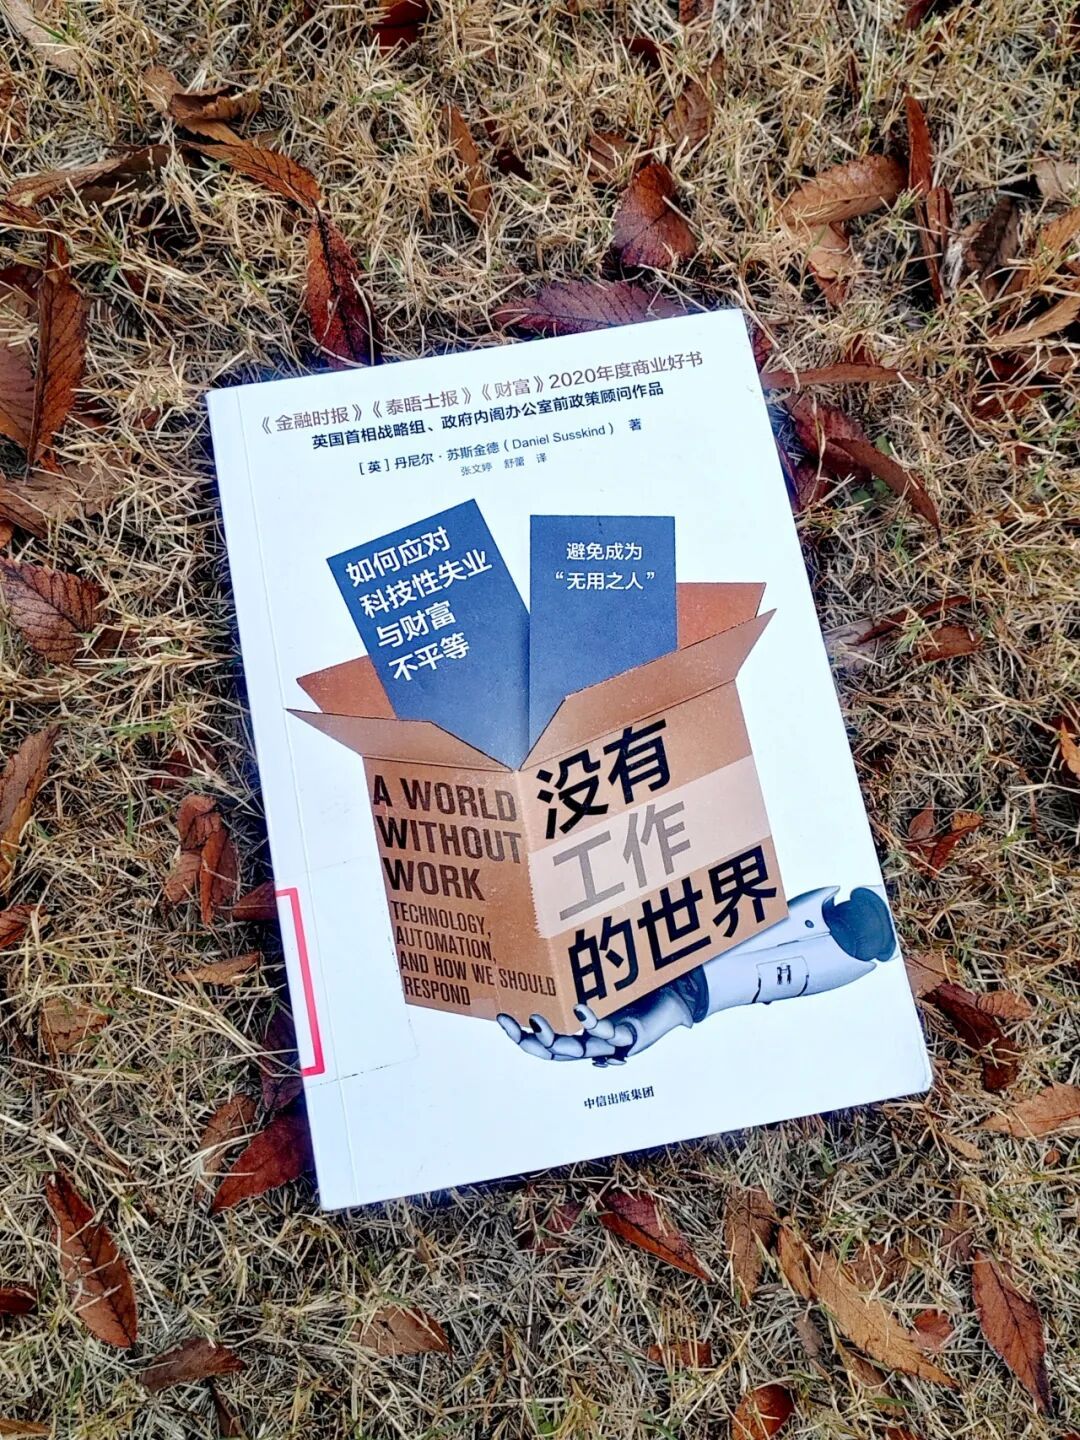 《金融时报》《泰晤士报》《财富》2020年度商业好书
英国首相战略组、政府内阁办公室前政策顾问作品
[英]丹尼尔·苏斯金德(Daniel Susskind) 著
张文婷 舒蕾 译
如何应对
科技性失业
与财富
不平等
避免成为
“无用之人”
A WORLD
WITHOUT
WORK
TECHNOLOGY,
AUTOMATION,
AND HOW WE SHOULD
RESPOND
没有
工作
的世界
中信出版集团